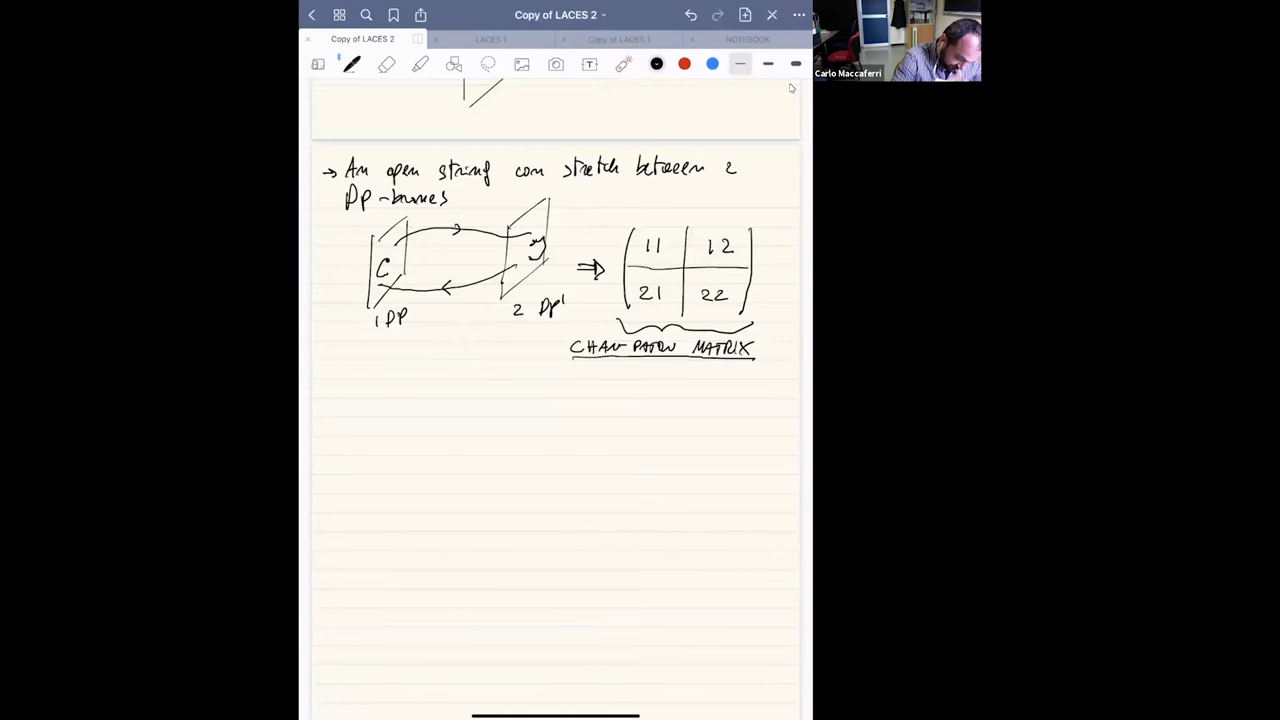 Copy of LACES 2
Copy of LACES 2
LACES 1
Copy of LACES 1
NOTEBOOK
Carlo Maccaferri
→ An open string can stretch between 2
Dp-branes
11 12
21 22
1 Dp
2 Dp'
⇒
CHAN-PATON MATRIX